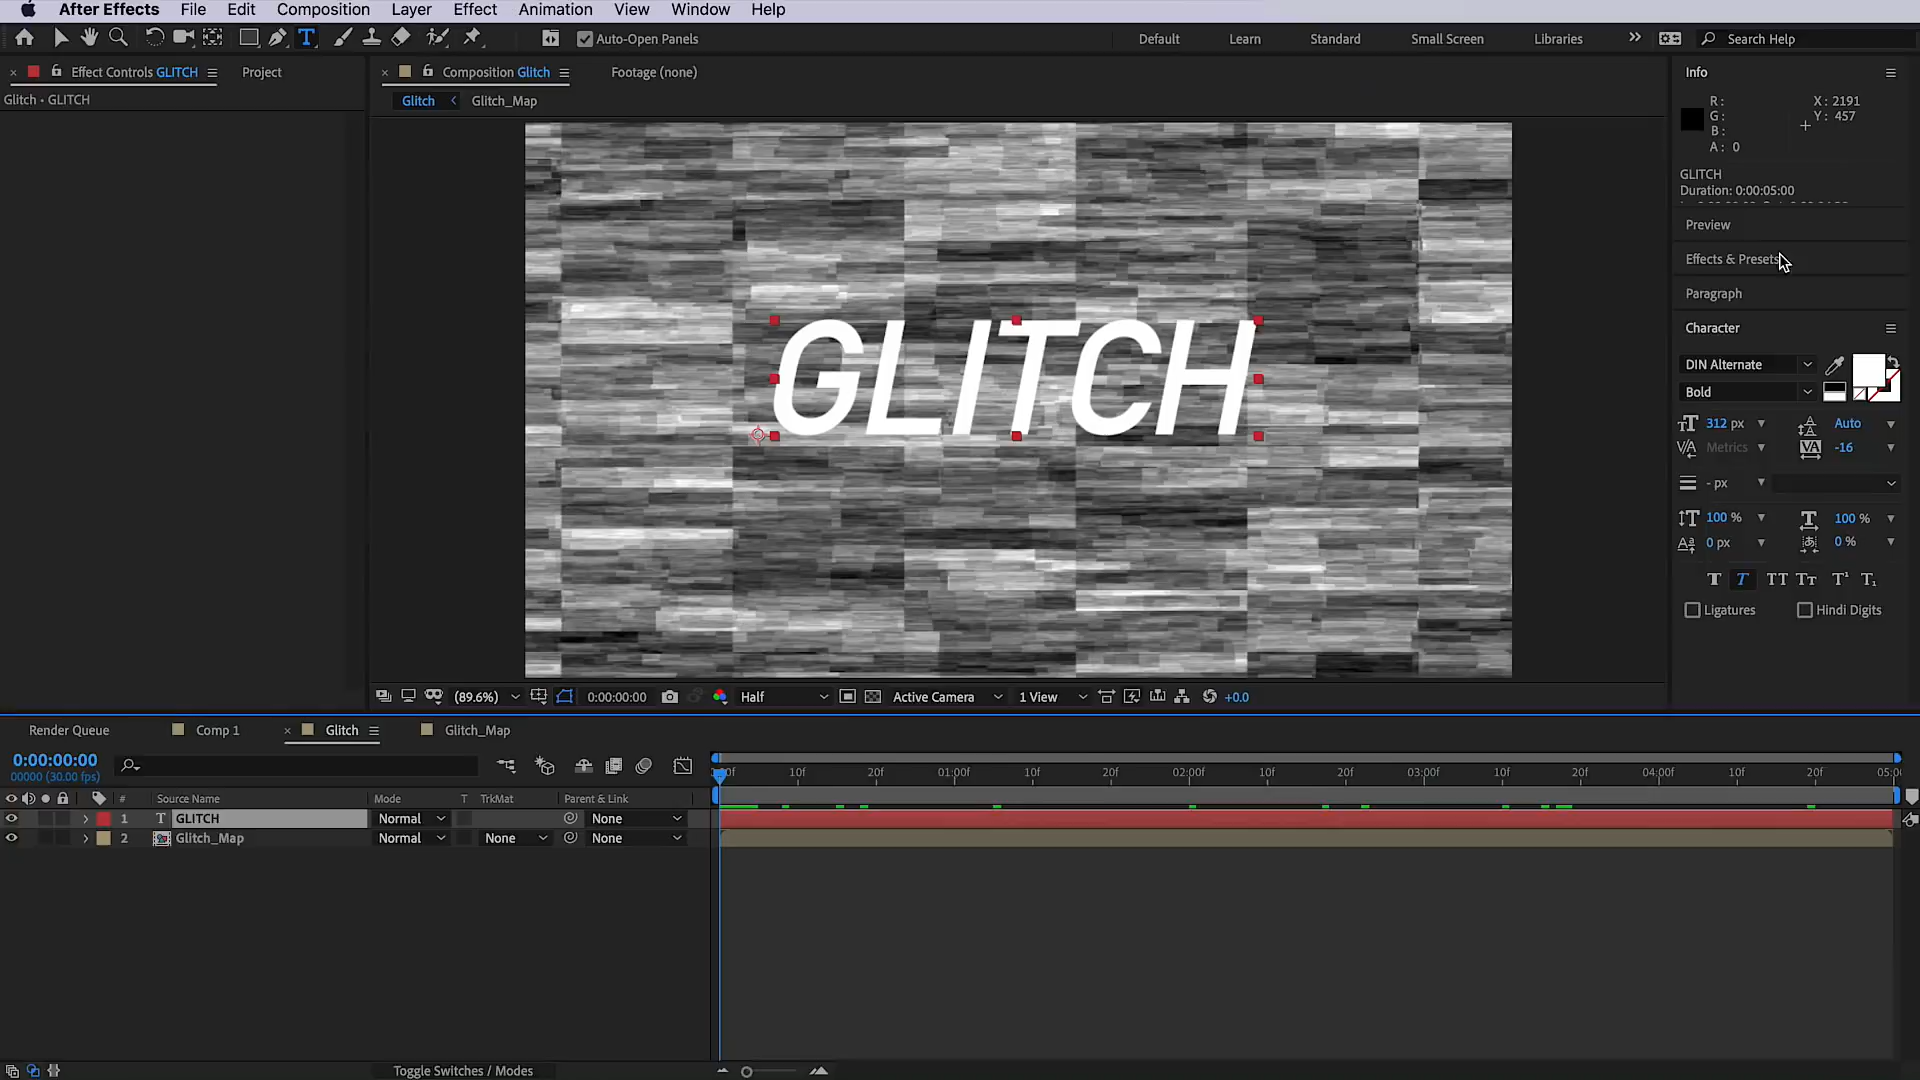 After Effects File Edit Composition Layer Effect Animation View Window Help
Auto-Open Panels Default Learn Standard Small Screen Libraries Search Help
Effect Controls GLITCH Project
Glitch • GLITCH
Composition Glitch Footage (none)
Glitch Glitch_Map
GLITCH
(89.6%) 0:00:00:00 Half Active Camera 1 View +0.0
Info
R: X: 2191
G: Y: 457
B:
A: 0
GLITCH
Duration: 0:00:05:00
Preview
Effects & Presets
Paragraph
Character
DIN Alternate
Bold
312 px Auto
Metrics -16
- px
100 % 100 %
0 px 0 %
Ligatures Hindi Digits
Render Queue Comp 1 Glitch Glitch_Map
0:00:00:00
00000 (30.00 fps)
10f 20f 01:00f 10f 20f 02:00f 10f 20f 03:00f 10f 20f 04:00f 10f 20f
# Source Name Mode T TrkMat Parent & Link
1 T GLITCH Normal None
2 Glitch_Map Normal None None
Toggle Switches / Modes